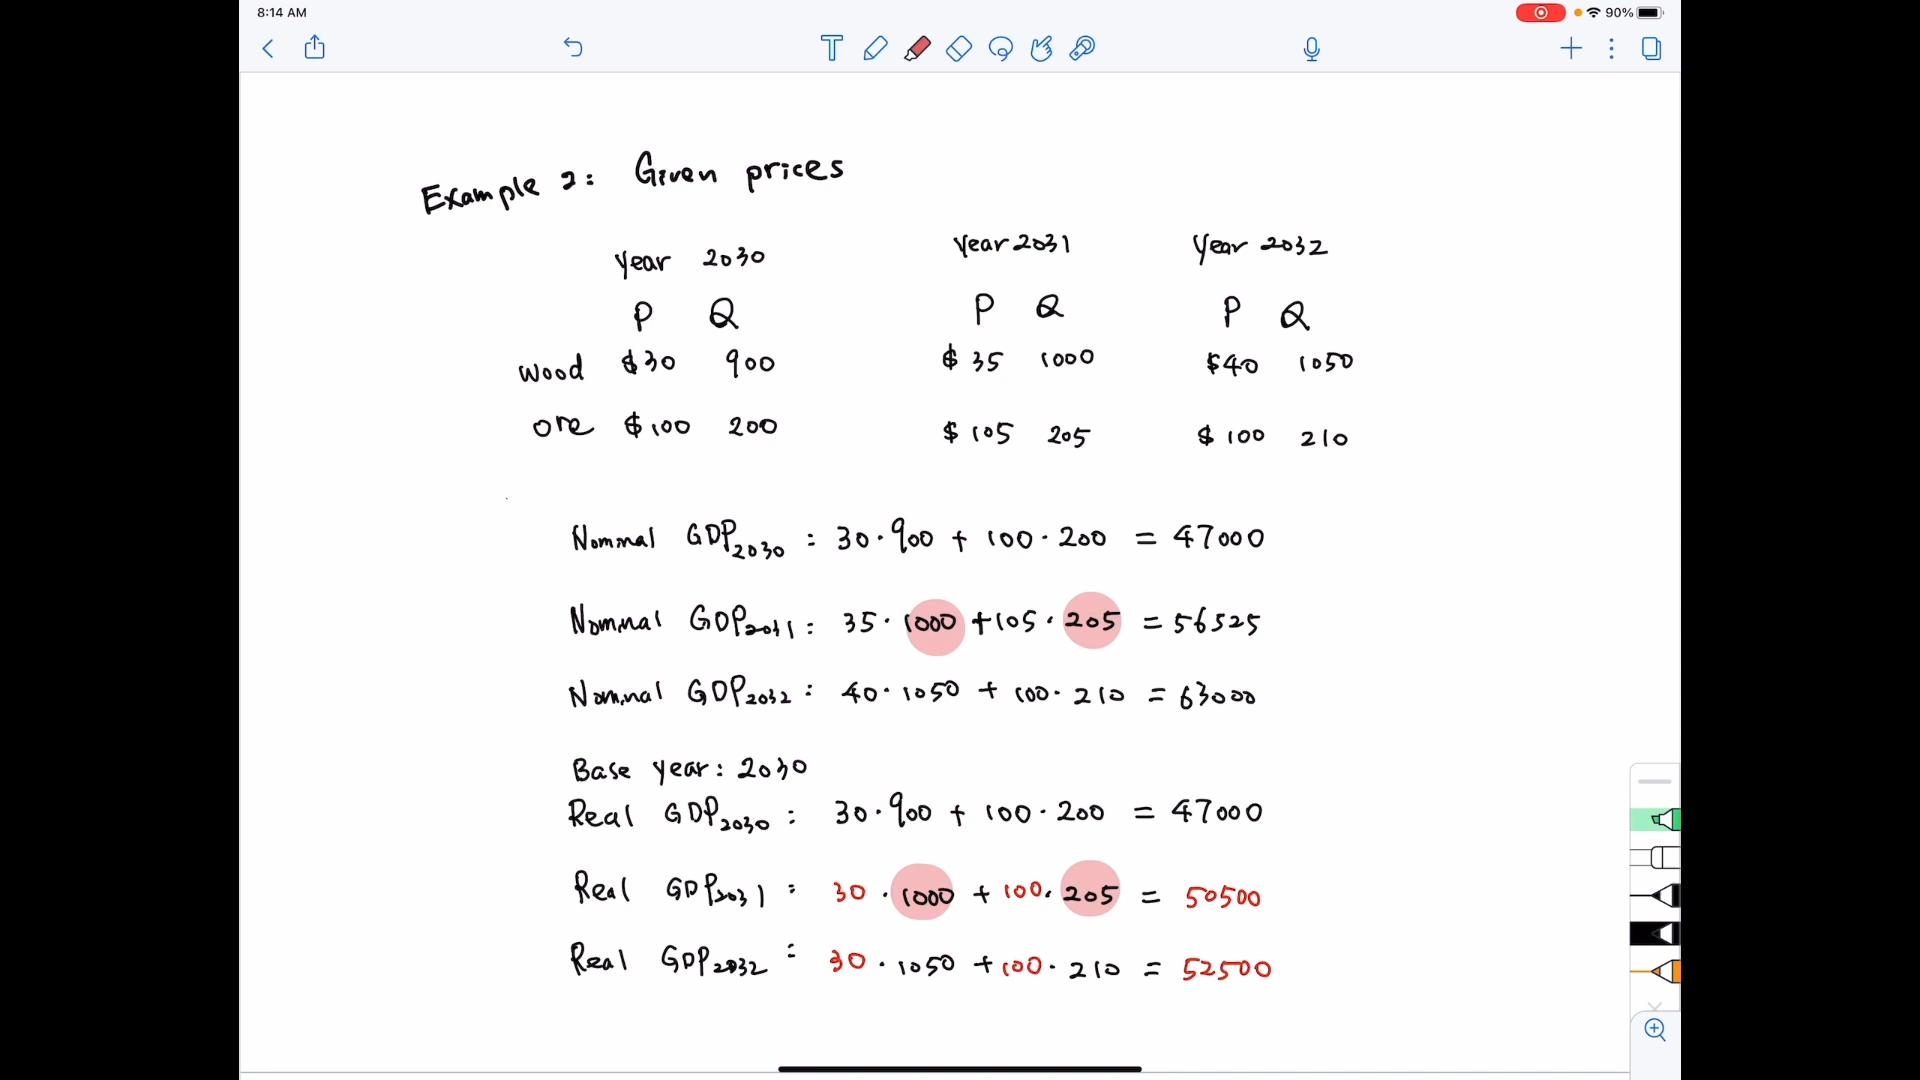 8:14 AM 90%
Example 2: Given prices
Year 2030 Year 2031 Year 2032
P Q P Q P Q
wood $30 900 $35 1000 $40 1050
ore $100 200 $105 205 $100 210
Nominal GDP2030 : 30·900 + 100·200 = 47000
Nominal GDP2031 : 35·1000 + 105·205 = 56525
Nominal GDP2032 : 40·1050 + 100·210 = 63000
Base year: 2030
Real GDP2030 : 30·900 + 100·200 = 47000
Real GDP2031 : 30·1000 + 100·205 = 50500
Real GDP2032 : 30·1050 + 100·210 = 52500